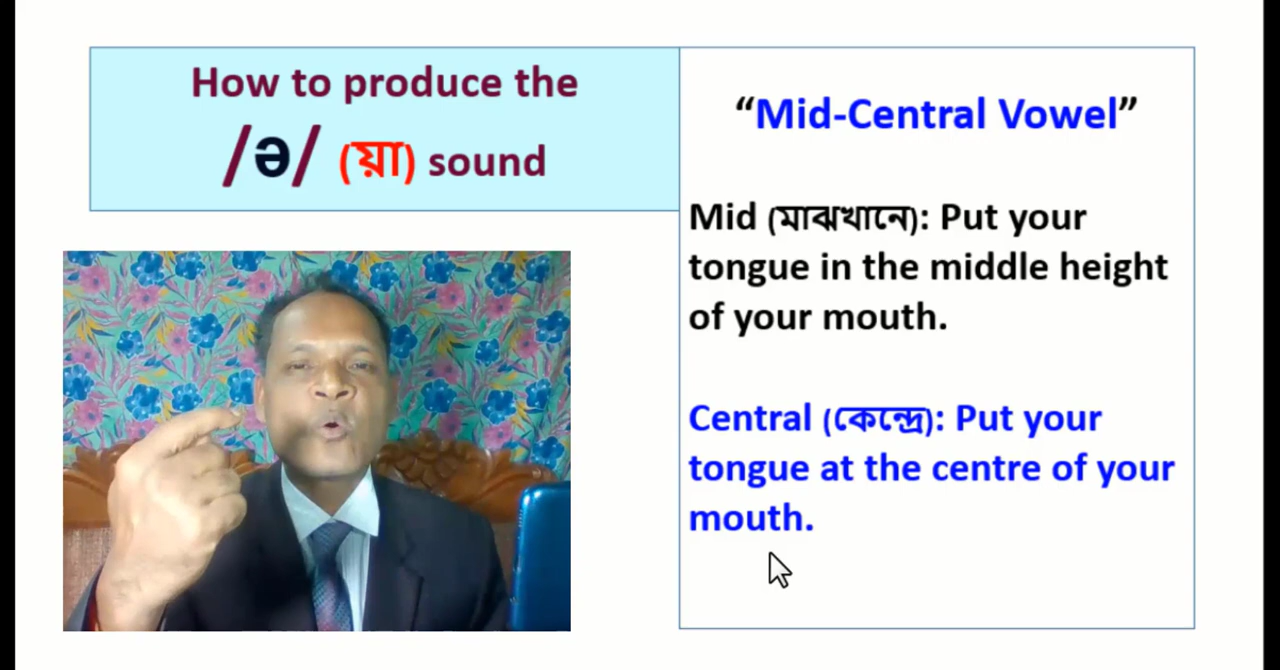 How to produce the
/ə/ (য়া) sound
“Mid-Central Vowel”
Mid (মাঝখানে): Put your
tongue in the middle height
of your mouth.
Central (কেন্দ্রে): Put your
tongue at the centre of your
mouth.